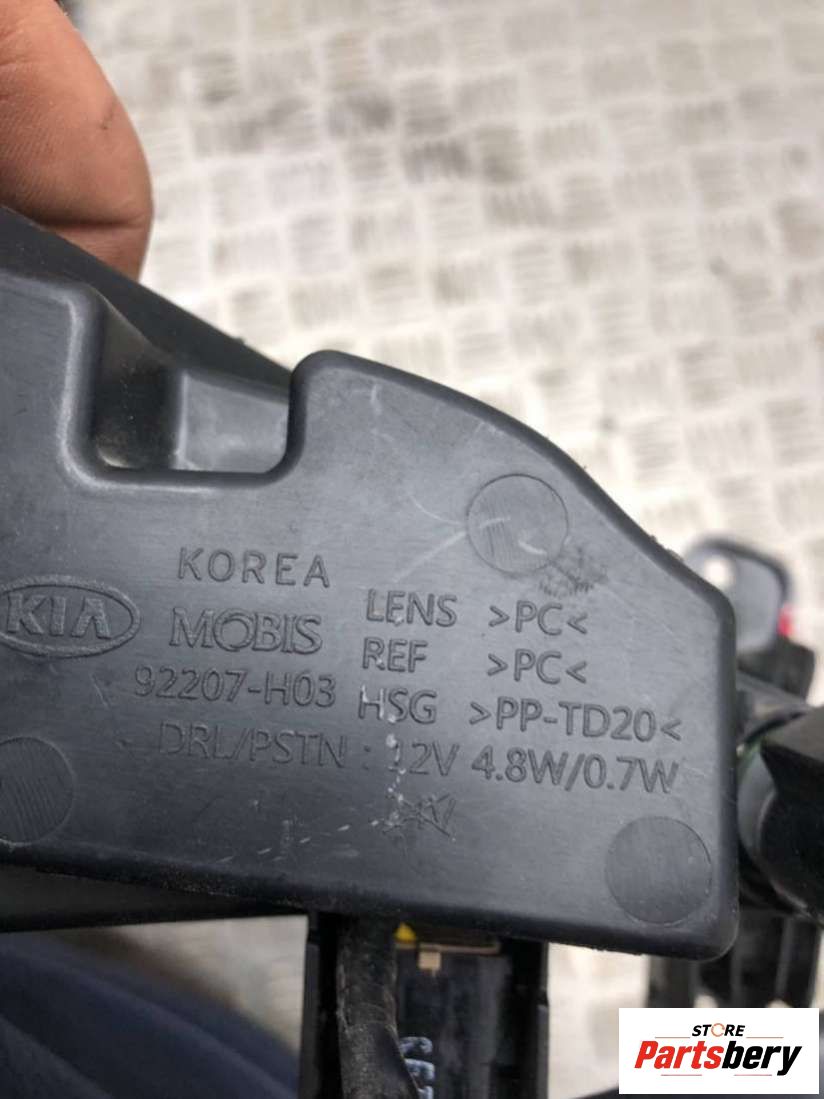 KOREA
KIA MOBIS LENS >PC<
REF >PC<
92207-H03 HSG >PP-TD20<
DRL/PSTN : 12V 4.8W/0.7W
STORE
Partsbery